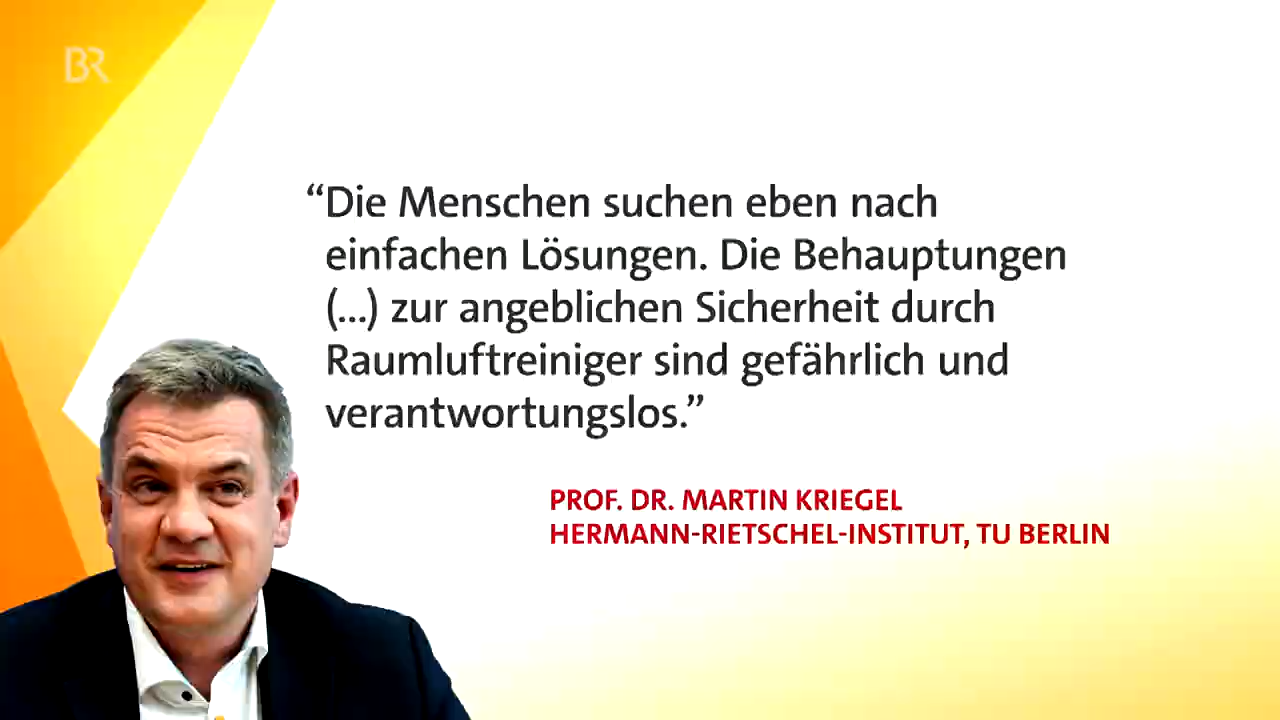 BR
“Die Menschen suchen eben nach
einfachen Lösungen. Die Behauptungen
(...) zur angeblichen Sicherheit durch
Raumluftreiniger sind gefährlich und
verantwortungslos.”
PROF. DR. MARTIN KRIEGEL
HERMANN-RIETSCHEL-INSTITUT, TU BERLIN